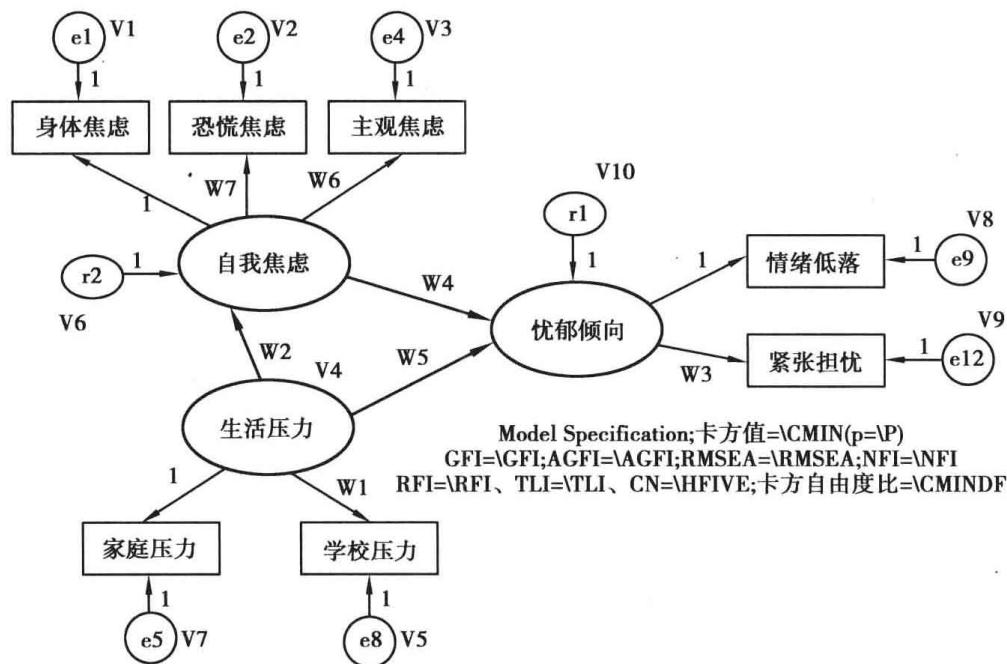 e1 V1
e2 V2
e4 V3
1 1 1
身体焦虑 恐慌焦虑 主观焦虑
1 W7 W6
V10
r1
r2 1 自我焦虑
V6
W4
1
1 情绪低落 1 e9 V8
忧郁倾向
W2 V4 W5
W3 紧张担忧 1 e12 V9
生活压力
Model Specification;卡方值=\CMIN(p=\P)
GFI=\GFI;AGFI=\AGFI;RMSEA=\RMSEA;NFI=\NFI
RFI=\RFI、TLI=\TLI、CN=\HFIVE;卡方自由度比=\CMINDF
1 W1
家庭压力 学校压力
1 1
e5 V7 e8 V5